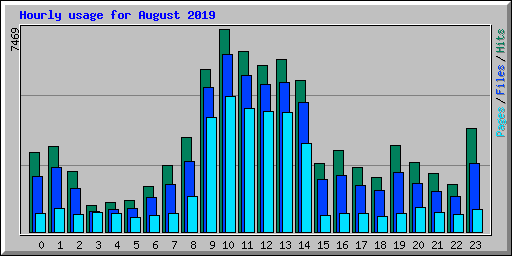 Hourly usage for August 2019
7469
Pages / Files / Hits
0 1 2 3 4 5 6 7 8 9 10 11 12 13 14 15 16 17 18 19 20 21 22 23